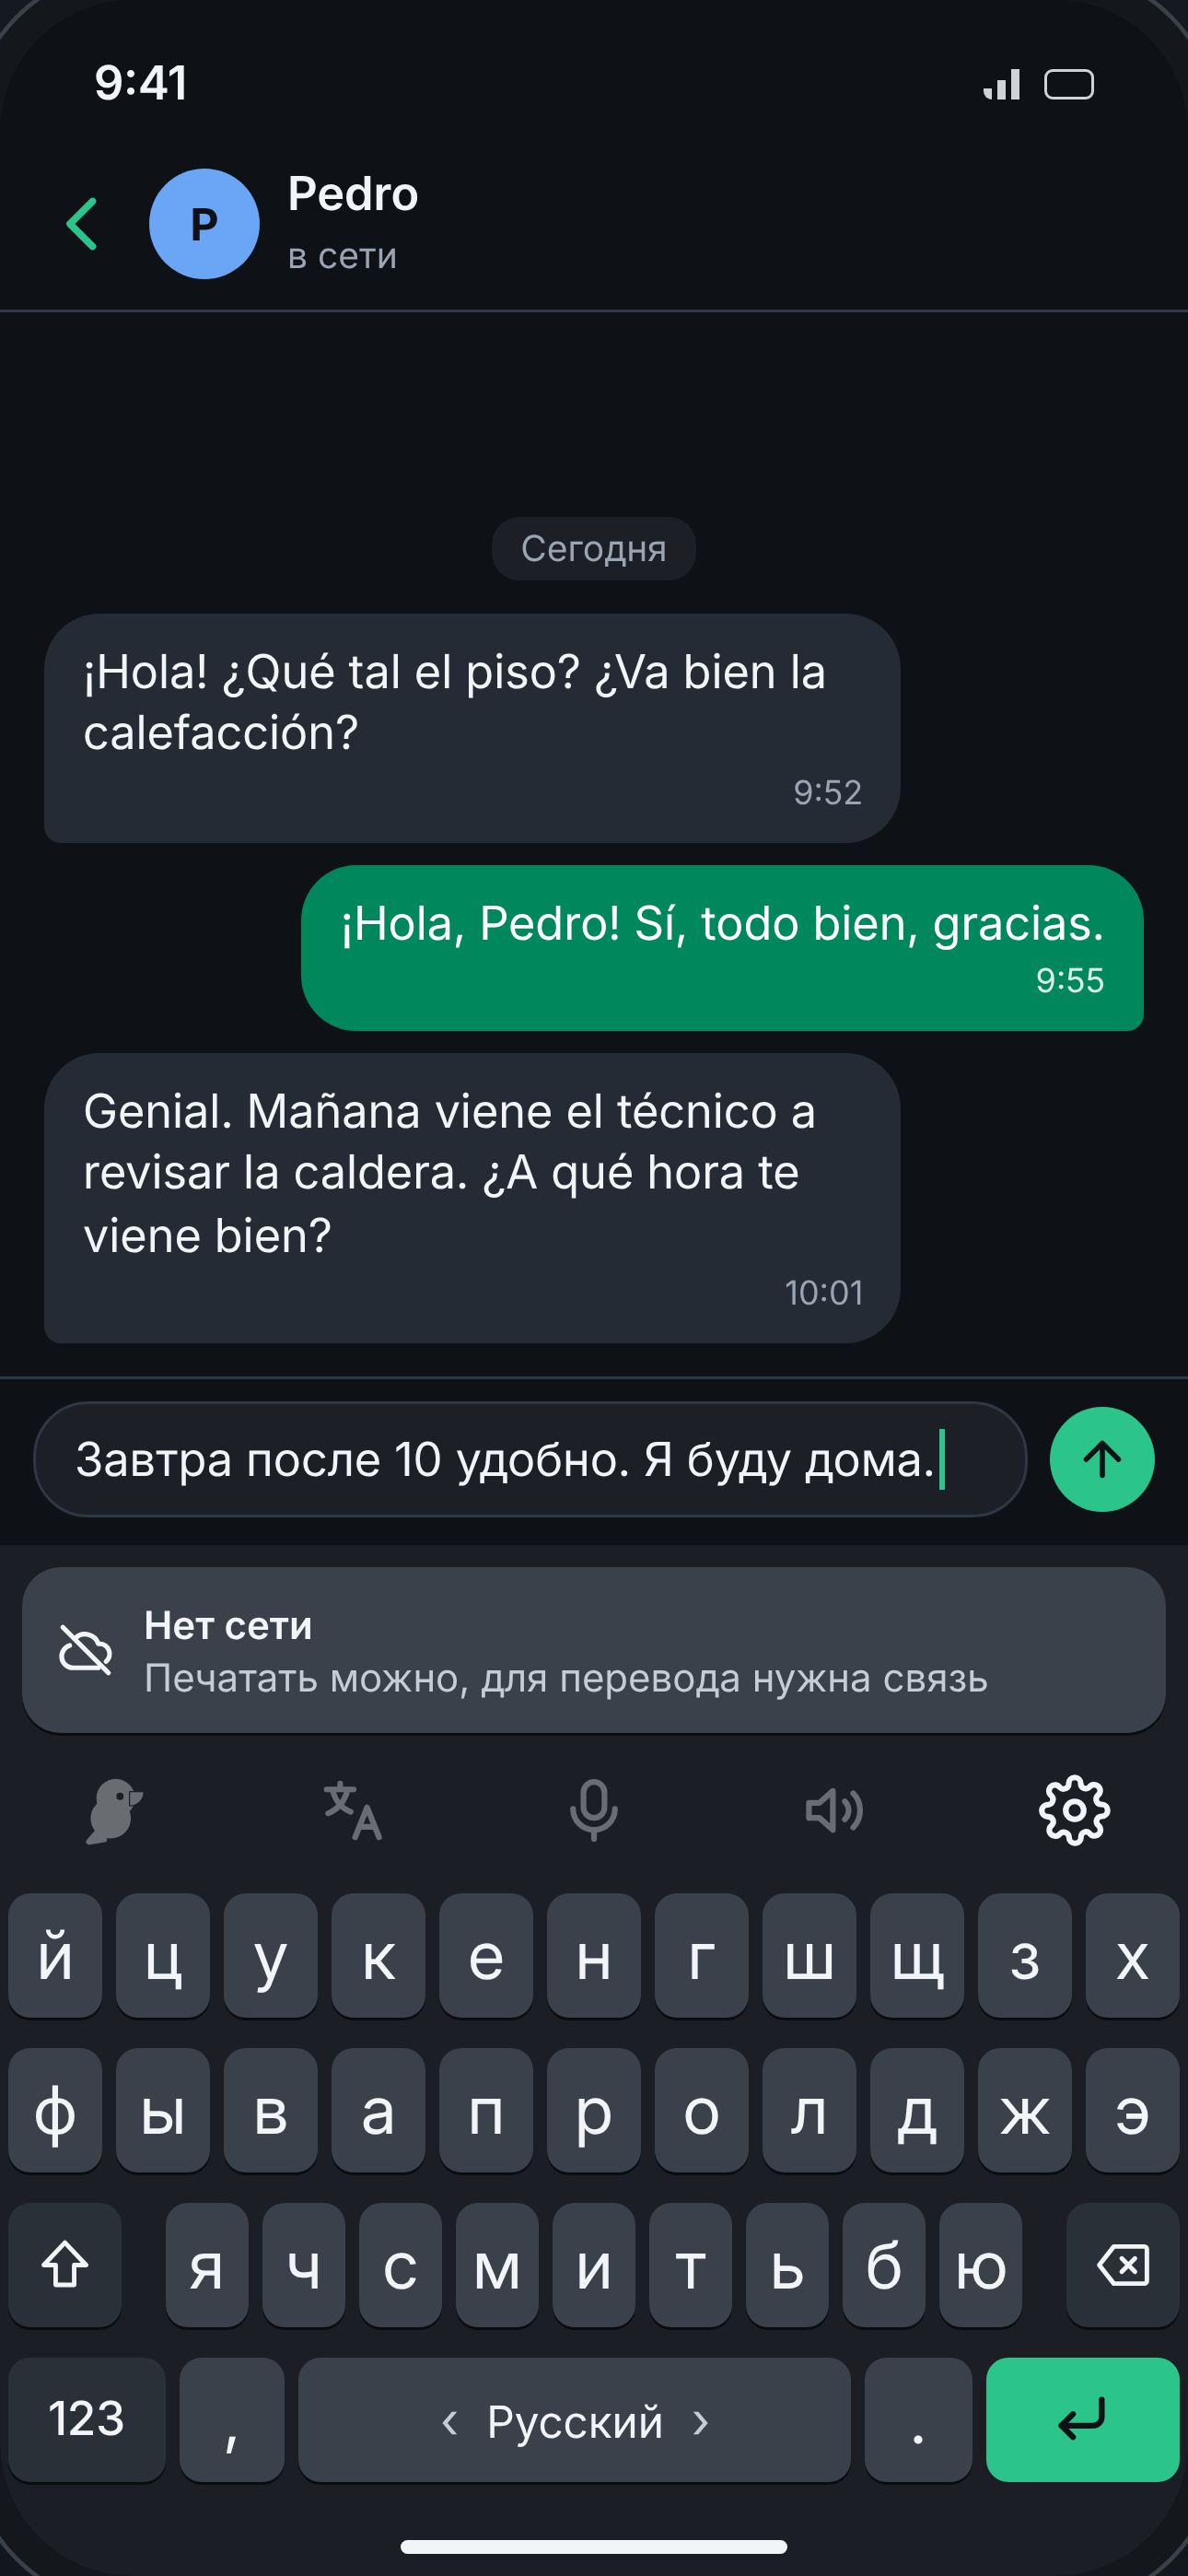 9:41
P
Pedro
в сети
Сегодня
¡Hola! ¿Qué tal el piso? ¿Va bien la
calefacción?
9:52
¡Hola, Pedro! Sí, todo bien, gracias.
9:55
Genial. Mañana viene el técnico a
revisar la caldera. ¿A qué hora te
viene bien?
10:01
Завтра после 10 удобно. Я буду дома.
Нет сети
Печатать можно, для перевода нужна связь
й ц у к е н г ш щ з х
ф ы в а п р о л д ж э
я ч с м и т ь б ю
123 , ‹ Русский › .